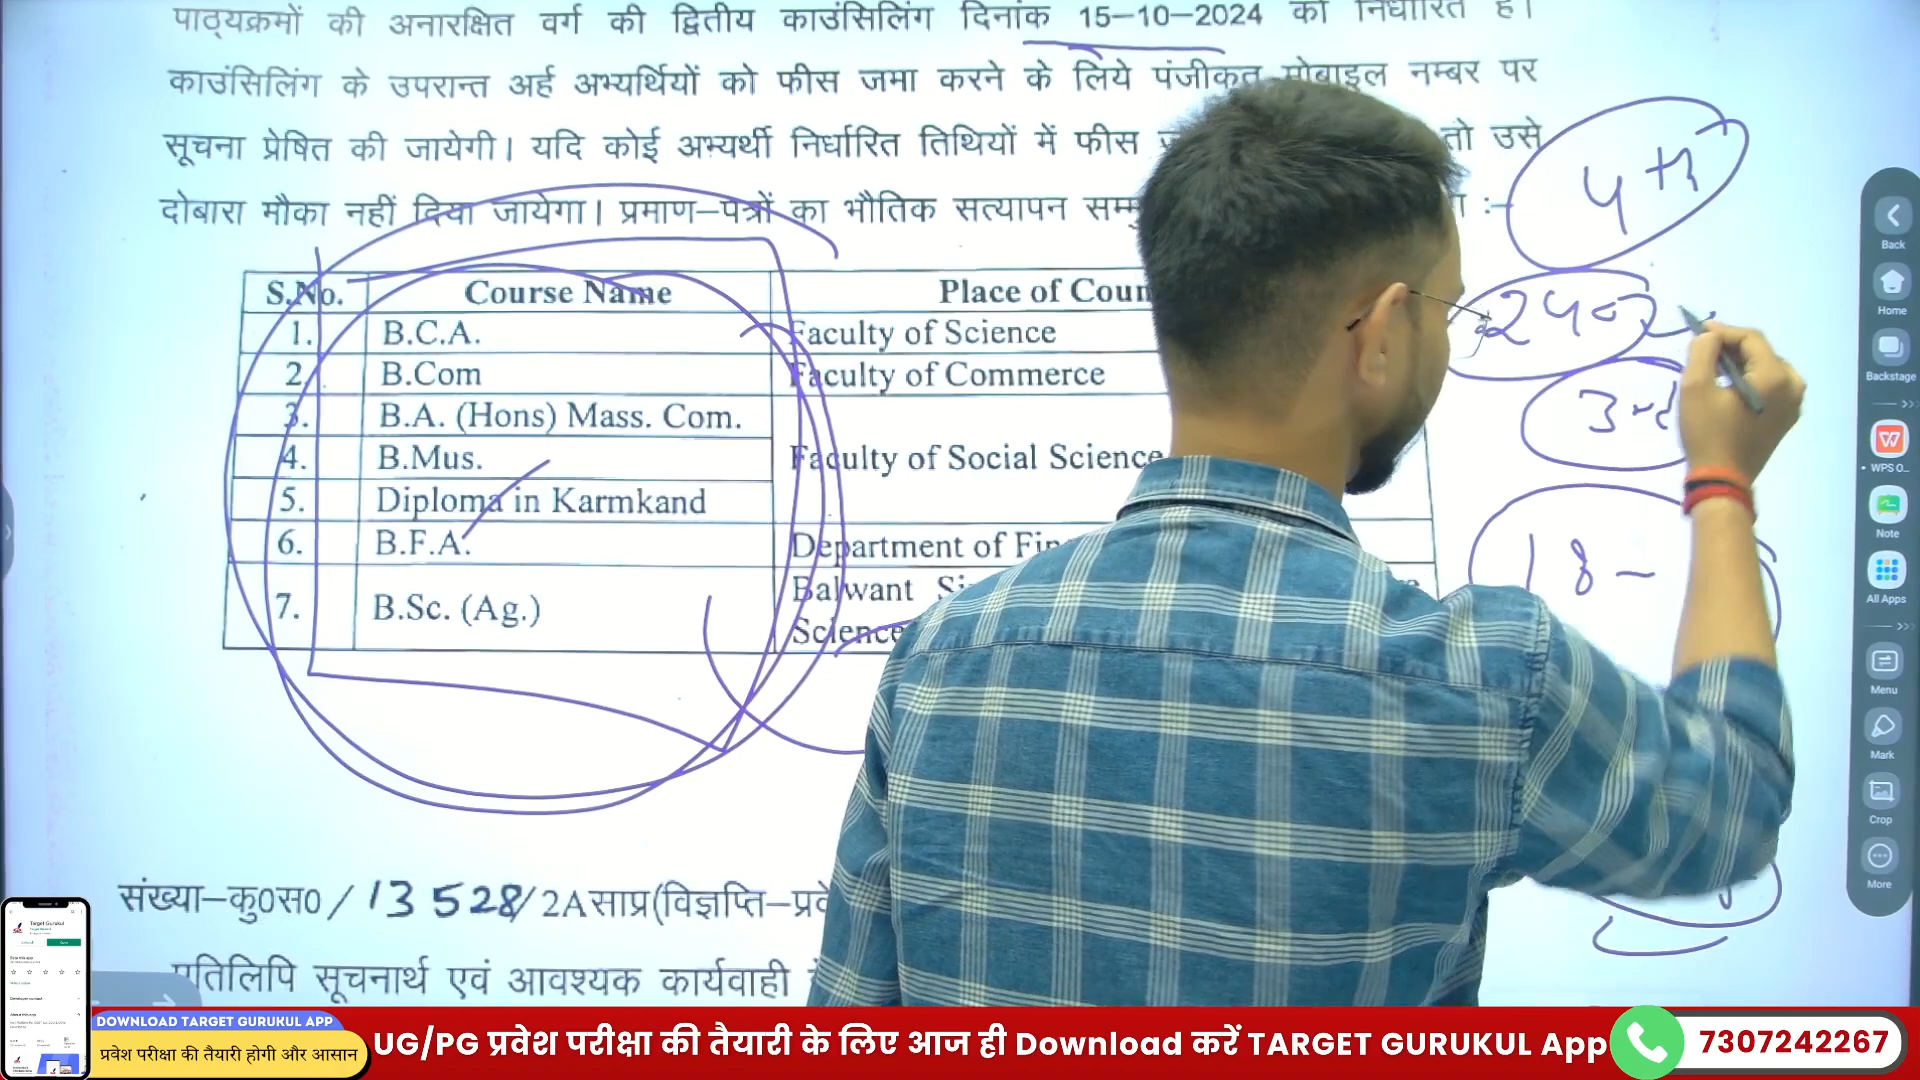 पाठ्यक्रमों की अनारक्षित वर्ग की द्वितीय काउंसिलिंग दिनांक 15-10-2024 को निर्धारित है।
काउंसिलिंग के उपरान्त अर्ह अभ्यर्थियों को फीस जमा करने के लिये पंजीकृत मोबाइल नम्बर पर
सूचना प्रेषित की जायेगी। यदि कोई अभ्यर्थी निर्धारित तिथियों में फीस तो उसे
दोबारा मौका नहीं दिया जायेगा। प्रमाण-पत्रों का भौतिक सत्यापन :-
4th
S.No. Course Name Place of
1. B.C.A. Faculty of Science
2. B.Com Faculty of Commerce
3. B.A. (Hons) Mass. Com.
4. B.Mus. Faculty of Social Science
5. Diploma in Karmkand
6. B.F.A. Department of
7. B.Sc. (Ag.) Balwant
Science
3rd
18 -
Back
Home
Backstage
WPS O...
Note
All Apps
Menu
Mark
Crop
More
संख्या-कु0स0 / 13528/2Aसाप्र(विज्ञप्ति-
प्रतिलिपि सूचनार्थ एवं आवश्यक कार्यवाही
Target Gurukul
DOWNLOAD TARGET GURUKUL APP
प्रवेश परीक्षा की तैयारी होगी और आसान
UG/PG प्रवेश परीक्षा की तैयारी के लिए आज ही Download करें TARGET GURUKUL App
7307242267